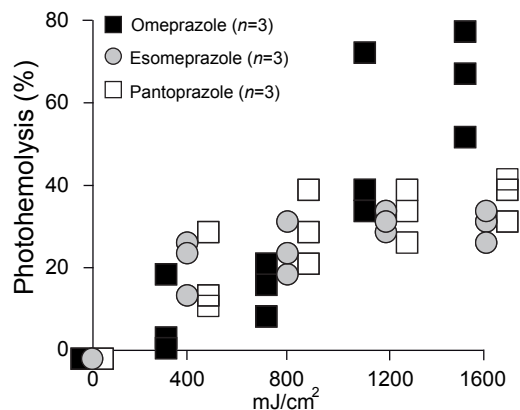 80
60
40
20
0
Photohemolysis (%)
Omeprazole (n=3)
Esomeprazole (n=3)
Pantoprazole (n=3)
0 400 800 1200 1600
mJ/cm²